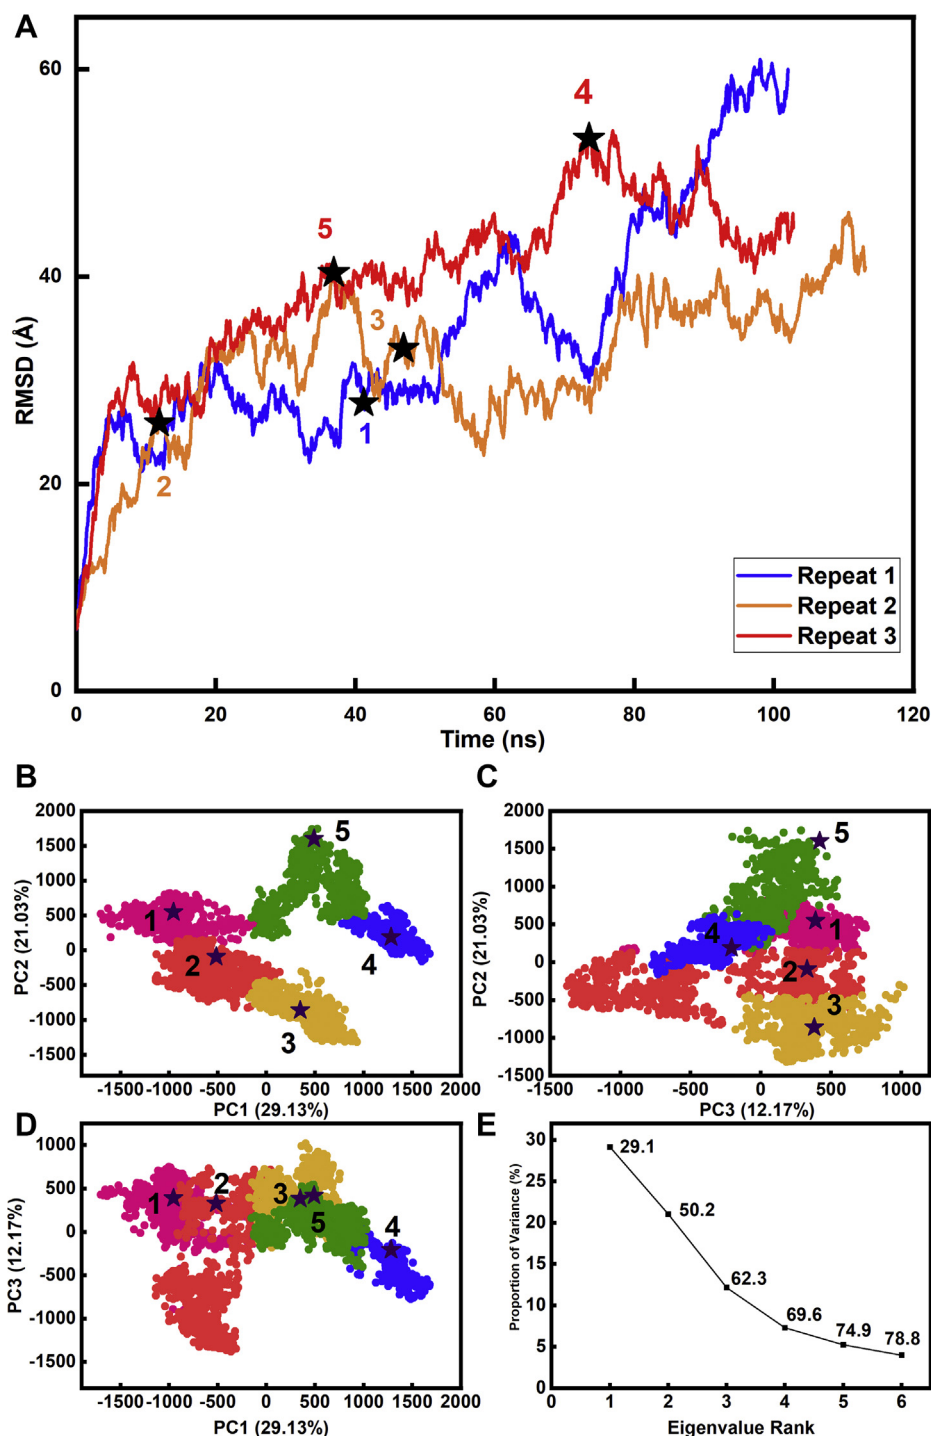 A
60
40
20
0
RMSD (Å)
4
5
3
1
2
Repeat 1
Repeat 2
Repeat 3
0 20 40 60 80 100 120
Time (ns)
B
2000
1500
1000
500
0
-500
-1000
-1500
PC2 (21.03%)
1
2
3
4
5
-1500 -1000 -500 0 500 1000 1500 2000
PC1 (29.13%)
C
2000
1500
1000
500
0
-500
-1000
-1500
PC2 (21.03%)
5
4
1
2
3
-1500 -1000 -500 0 500 1000
PC3 (12.17%)
D
1000
500
0
-500
-1000
-1500
PC3 (12.17%)
1
2
3
5
4
-1500 -1000 -500 0 500 1000 1500 2000
PC1 (29.13%)
E
30
25
20
15
10
5
0
Proportion of Variance (%)
29.1
50.2
62.3
69.6
74.9
78.8
1 2 3 4 5 6
Eigenvalue Rank